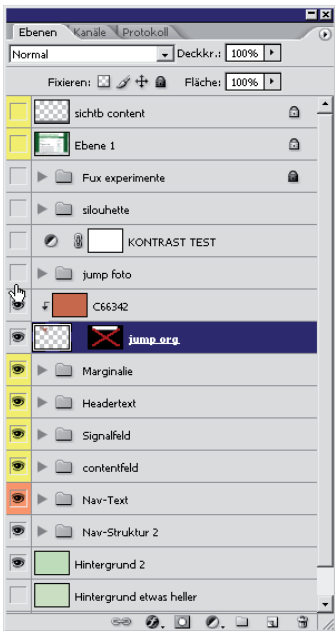 Ebenen Kanäle Protokoll
Normal Deckkr.: 100%
Fixieren: Fläche: 100%
sichtb content
Ebene 1
Fux experimente
silouhette
KONTRAST TEST
jump foto
C66342
jump org
Marginalie
Headertext
Signalfeld
contentfeld
Nav-Text
Nav-Struktur 2
Hintergrund 2
Hintergrund etwas heller